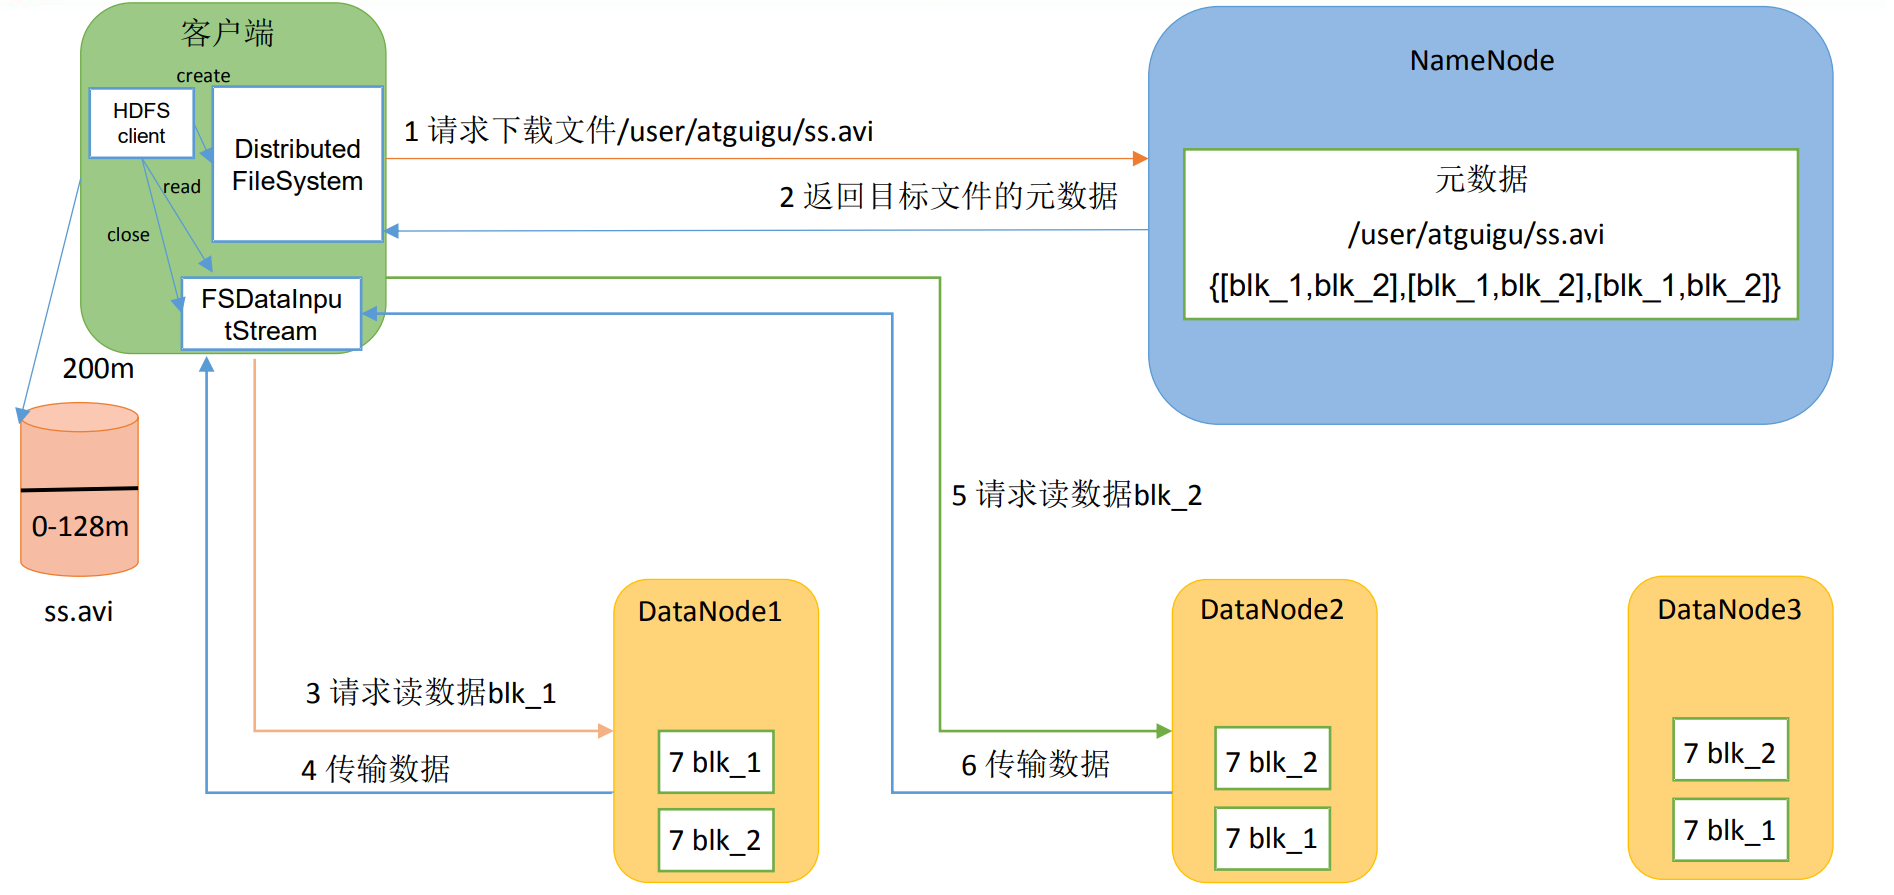 客户端
create
HDFS
client
Distributed
FileSystem
read
close
FSDataInpu
tStream
1 请求下载文件/user/atguigu/ss.avi
2 返回目标文件的元数据
NameNode
元数据
/user/atguigu/ss.avi
{[blk_1,blk_2],[blk_1,blk_2],[blk_1,blk_2]}
200m
0-128m
ss.avi
5 请求读数据blk_2
3 请求读数据blk_1
4 传输数据
6 传输数据
DataNode1
7 blk_1
7 blk_2
DataNode2
7 blk_2
7 blk_1
DataNode3
7 blk_2
7 blk_1